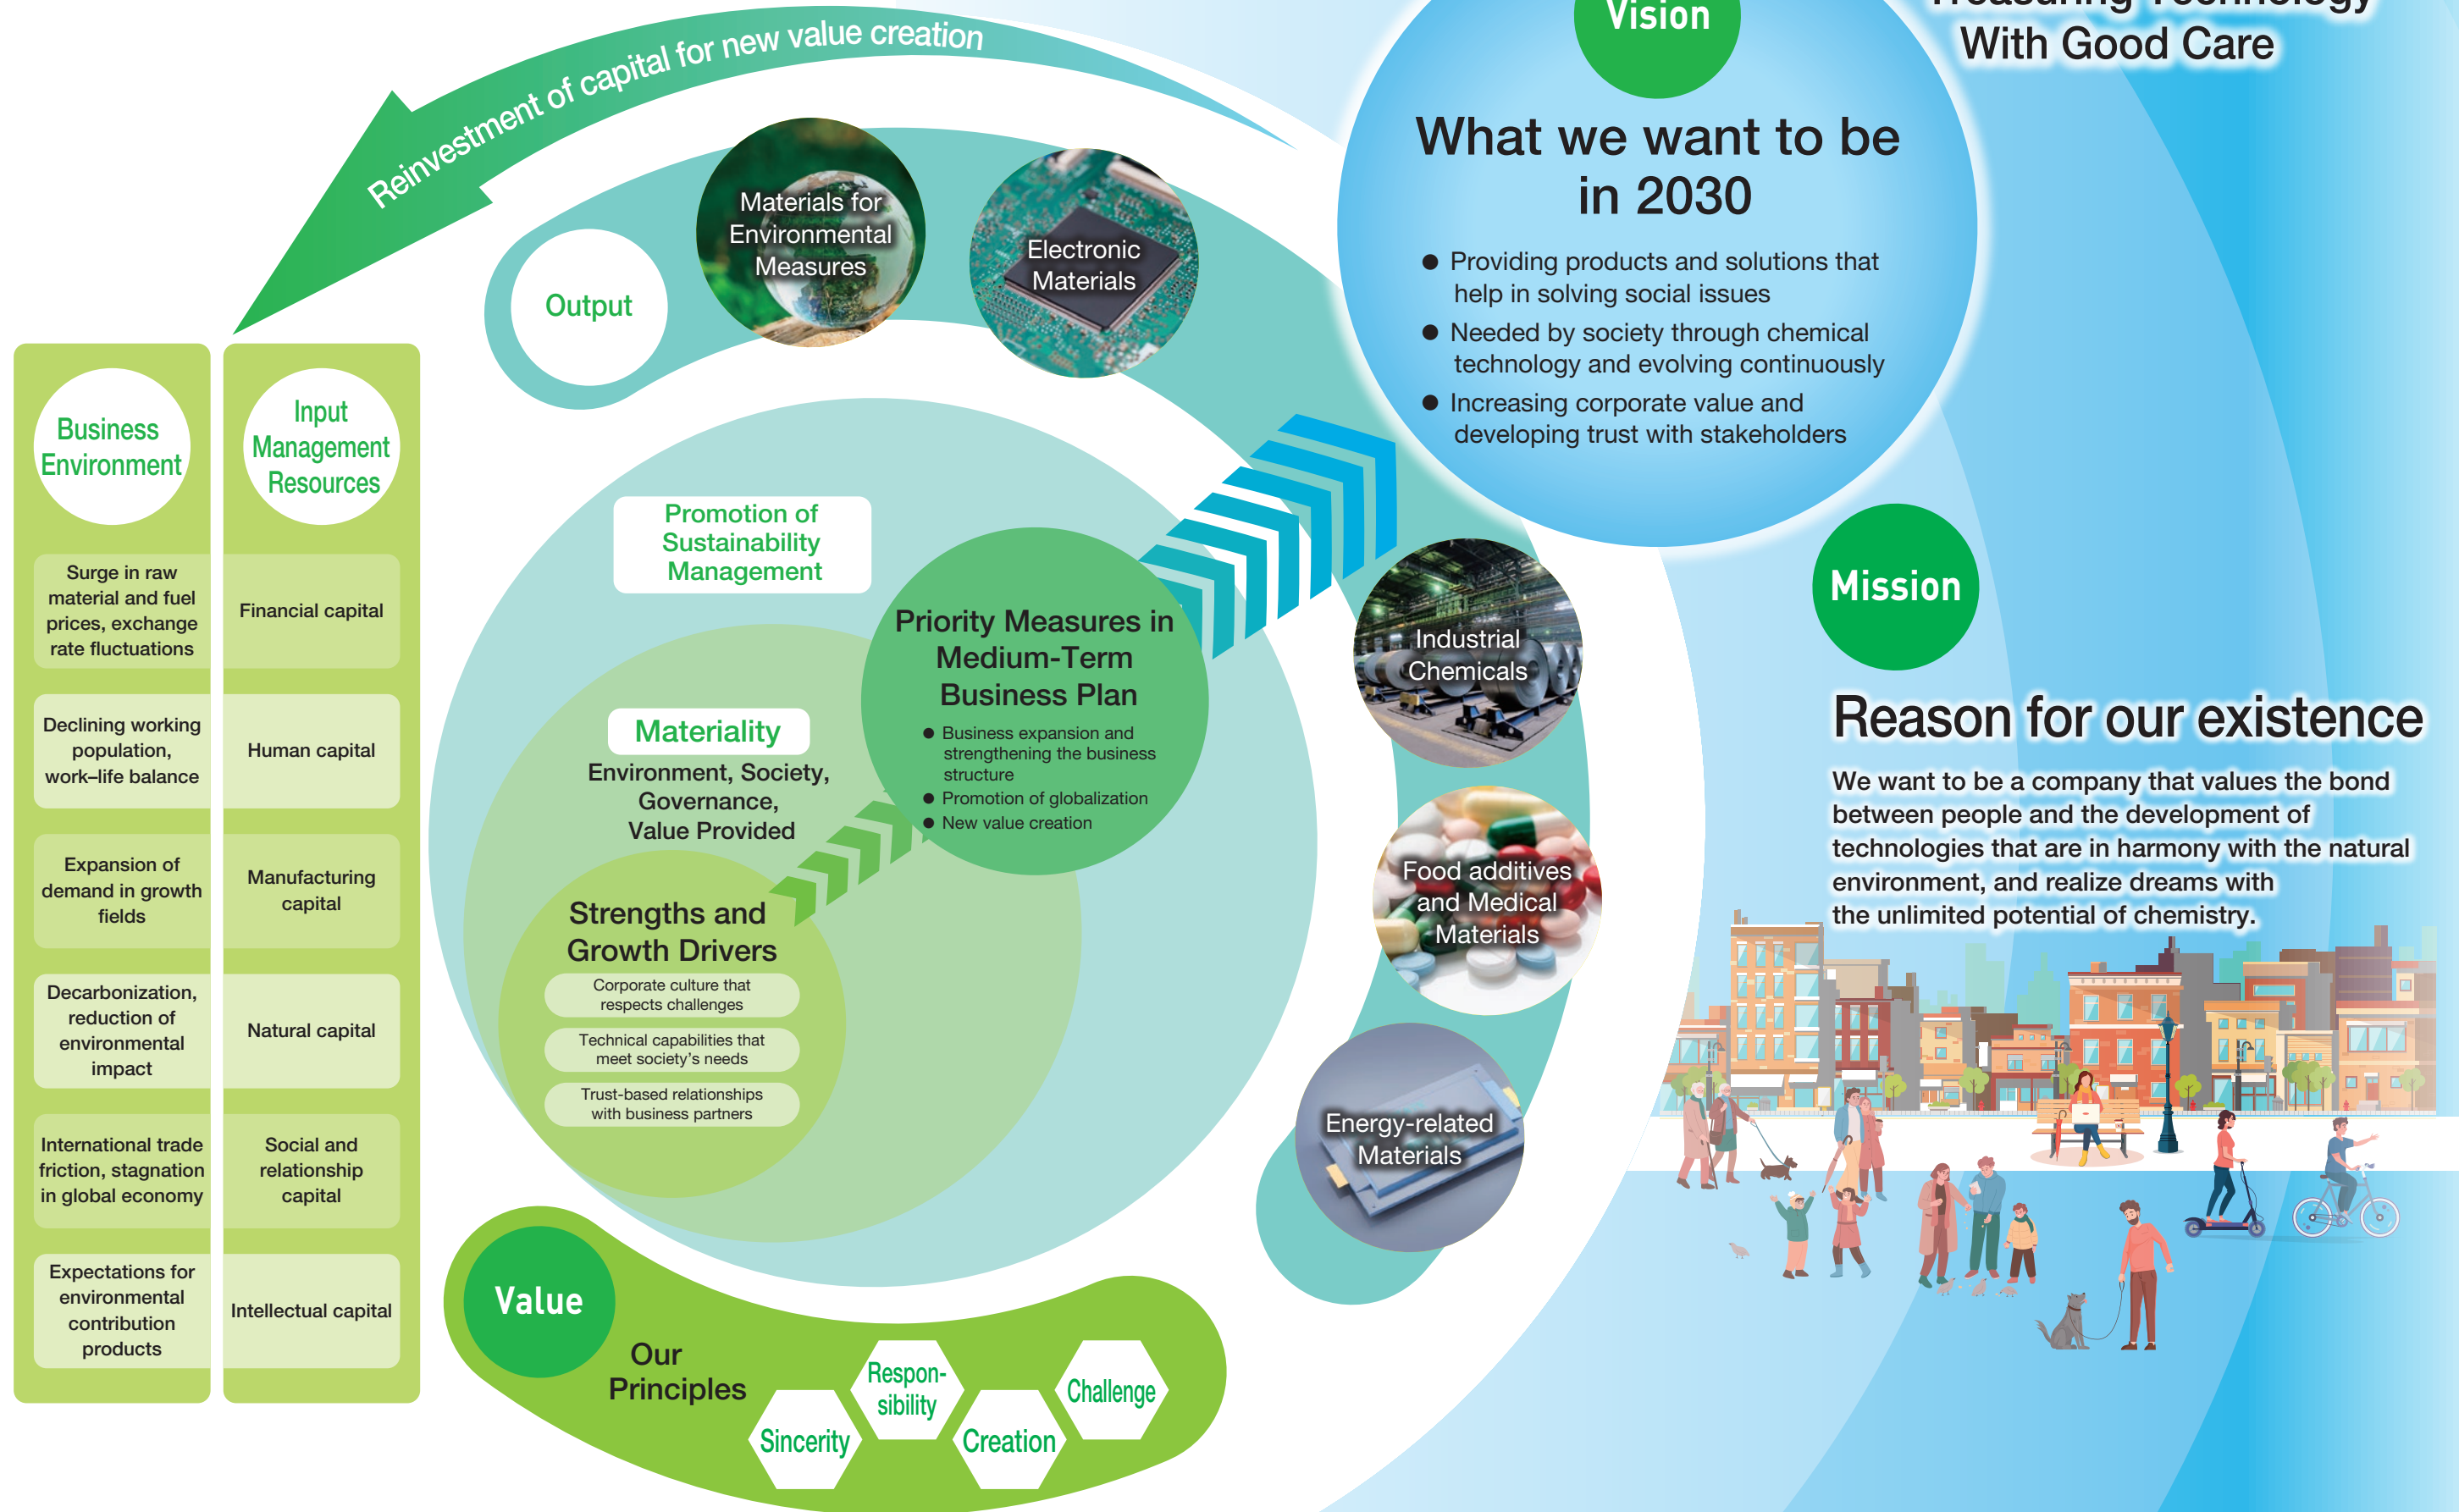 Reinvestment of capital for new value creation
Vision
Treasuring Technology
With Good Care
What we want to be
in 2030
● Providing products and solutions that
help in solving social issues
● Needed by society through chemical
technology and evolving continuously
● Increasing corporate value and
developing trust with stakeholders
Output
Materials for
Environmental
Measures
Electronic
Materials
Industrial
Chemicals
Food additives
and Medical
Materials
Energy-related
Materials
Business
Environment
Surge in raw
material and fuel
prices, exchange
rate fluctuations
Declining working
population,
work–life balance
Expansion of
demand in growth
fields
Decarbonization,
reduction of
environmental
impact
International trade
friction, stagnation
in global economy
Expectations for
environmental
contribution
products
Input
Management
Resources
Financial capital
Human capital
Manufacturing
capital
Natural capital
Social and
relationship
capital
Intellectual capital
Promotion of
Sustainability
Management
Priority Measures in
Medium-Term
Business Plan
● Business expansion and
strengthening the business
structure
● Promotion of globalization
● New value creation
Materiality
Environment, Society,
Governance,
Value Provided
Strengths and
Growth Drivers
Corporate culture that
respects challenges
Technical capabilities that
meet society's needs
Trust-based relationships
with business partners
Value
Our
Principles
Sincerity
Respon-
sibility
Creation
Challenge
Mission
Reason for our existence
We want to be a company that values the bond
between people and the development of
technologies that are in harmony with the natural
environment, and realize dreams with
the unlimited potential of chemistry.